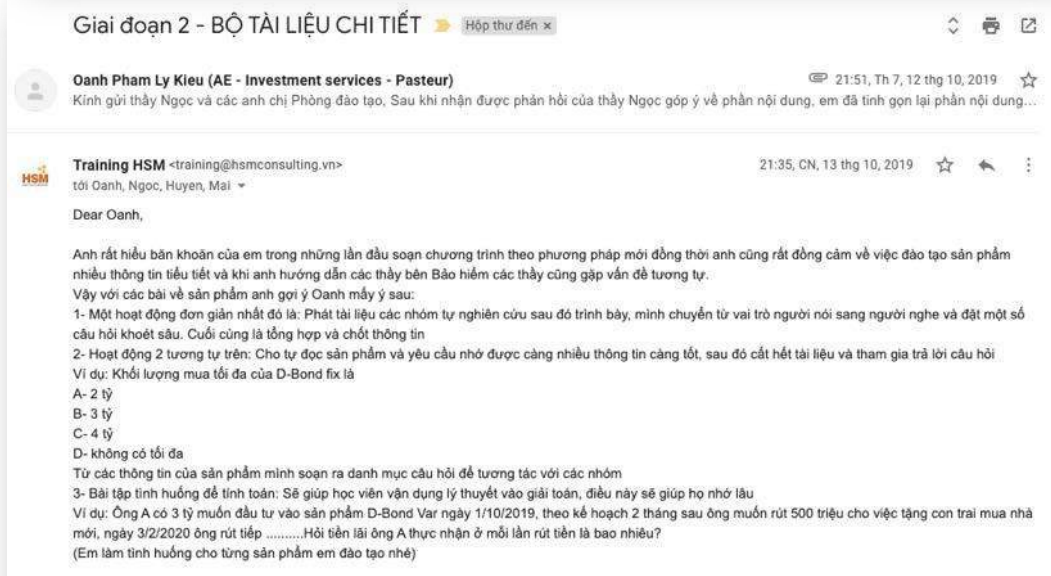 Giai đoạn 2 - BỘ TÀI LIỆU CHI TIẾT Hộp thư đến x
Oanh Pham Ly Kieu (AE - Investment services - Pasteur) 21:51, Th 7, 12 thg 10, 2019
Kính gửi thầy Ngọc và các anh chị Phòng đào tạo, Sau khi nhận được phản hồi của thầy Ngọc góp ý về phần nội dung, em đã tinh gọn lại phần nội dung...
HSM
Training HSM <training@hsmconsulting.vn> 21:35, CN, 13 thg 10, 2019
tới Oanh, Ngoc, Huyen, Mai
Dear Oanh,
Anh rất hiểu băn khoăn của em trong những lần đầu soạn chương trình theo phương pháp mới đồng thời anh cũng rất đồng cảm về việc đào tạo sản phẩm
nhiều thông tin tiểu tiết và khi anh hướng dẫn các thầy bên Bảo hiểm các thầy cũng gặp vấn đề tương tự.
Vậy với các bài về sản phẩm anh gợi ý Oanh mấy ý sau:
1- Một hoạt động đơn giản nhất đó là: Phát tài liệu các nhóm tự nghiên cứu sau đó trình bày, mình chuyển từ vai trò người nói sang người nghe và đặt một số
câu hỏi khoét sâu. Cuối cùng là tổng hợp và chốt thông tin
2- Hoạt động 2 tương tự trên: Cho tự đọc sản phẩm và yêu cầu nhớ được càng nhiều thông tin càng tốt, sau đó cất hết tài liệu và tham gia trả lời câu hỏi
Ví dụ: Khối lượng mua tối đa của D-Bond fix là
A- 2 tỷ
B- 3 tỷ
C- 4 tỷ
D- không có tối đa
Từ các thông tin của sản phẩm mình soạn ra danh mục câu hỏi để tương tác với các nhóm
3- Bài tập tình huống để tính toán: Sẽ giúp học viên vận dụng lý thuyết vào giải toán, điều này sẽ giúp họ nhớ lâu
Ví dụ: Ông A có 3 tỷ muốn đầu tư vào sản phẩm D-Bond Var ngày 1/10/2019, theo kế hoạch 2 tháng sau ông muốn rút 500 triệu cho việc tặng con trai mua nhà
mới, ngày 3/2/2020 ông rút tiếp ..........Hỏi tiền lãi ông A thực nhận ở mỗi lần rút tiền là bao nhiêu?
(Em làm tình huống cho từng sản phẩm em đào tạo nhé)